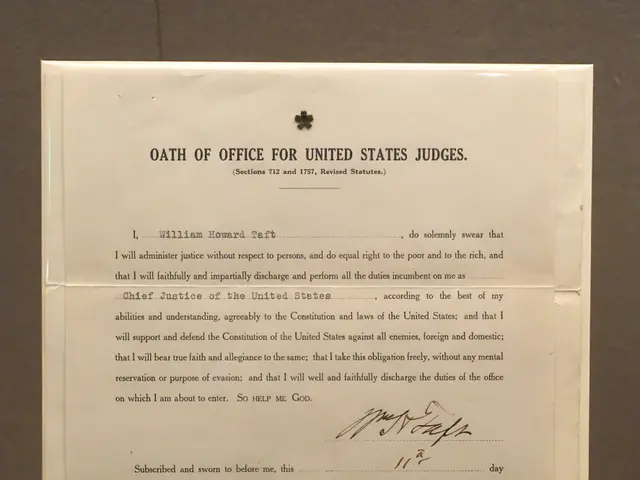 OATH OF OFFICE FOR UNITED STATES JUDGES.
(Sections 712 and 1757, Revised Statutes.)
I, William Howard Taft, do solemnly swear that
I will administer justice without respect to persons, and do equal right to the poor and to the rich, and
that I will faithfully and impartially discharge and perform all the duties incumbent on me as
Chief Justice of the United States, according to the best of my
abilities and understanding, agreeably to the Constitution and laws of the United States; and that I
will support and defend the Constitution of the United States against all enemies, foreign and domestic;
that I will bear true faith and allegiance to the same; that I take this obligation freely, without any mental
reservation or purpose of evasion; and that I will well and faithfully discharge the duties of the office
on which I am about to enter. SO HELP ME GOD.
Wm H Taft
Subscribed and sworn to before me, this 11th day